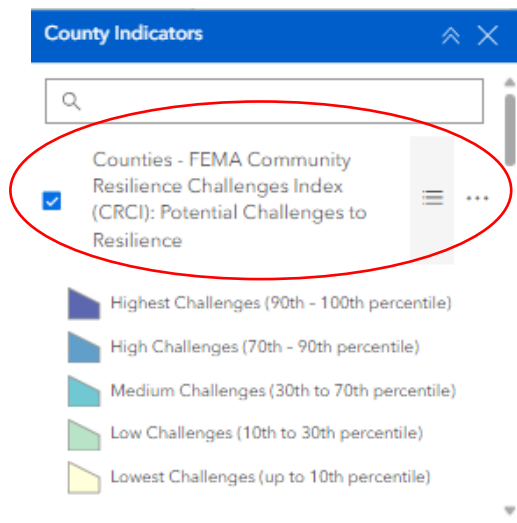 County Indicators
Counties - FEMA Community
Resilience Challenges Index
(CRCI): Potential Challenges to
Resilience
Highest Challenges (90th - 100th percentile)
High Challenges (70th - 90th percentile)
Medium Challenges (30th to 70th percentile)
Low Challenges (10th to 30th percentile)
Lowest Challenges (up to 10th percentile)